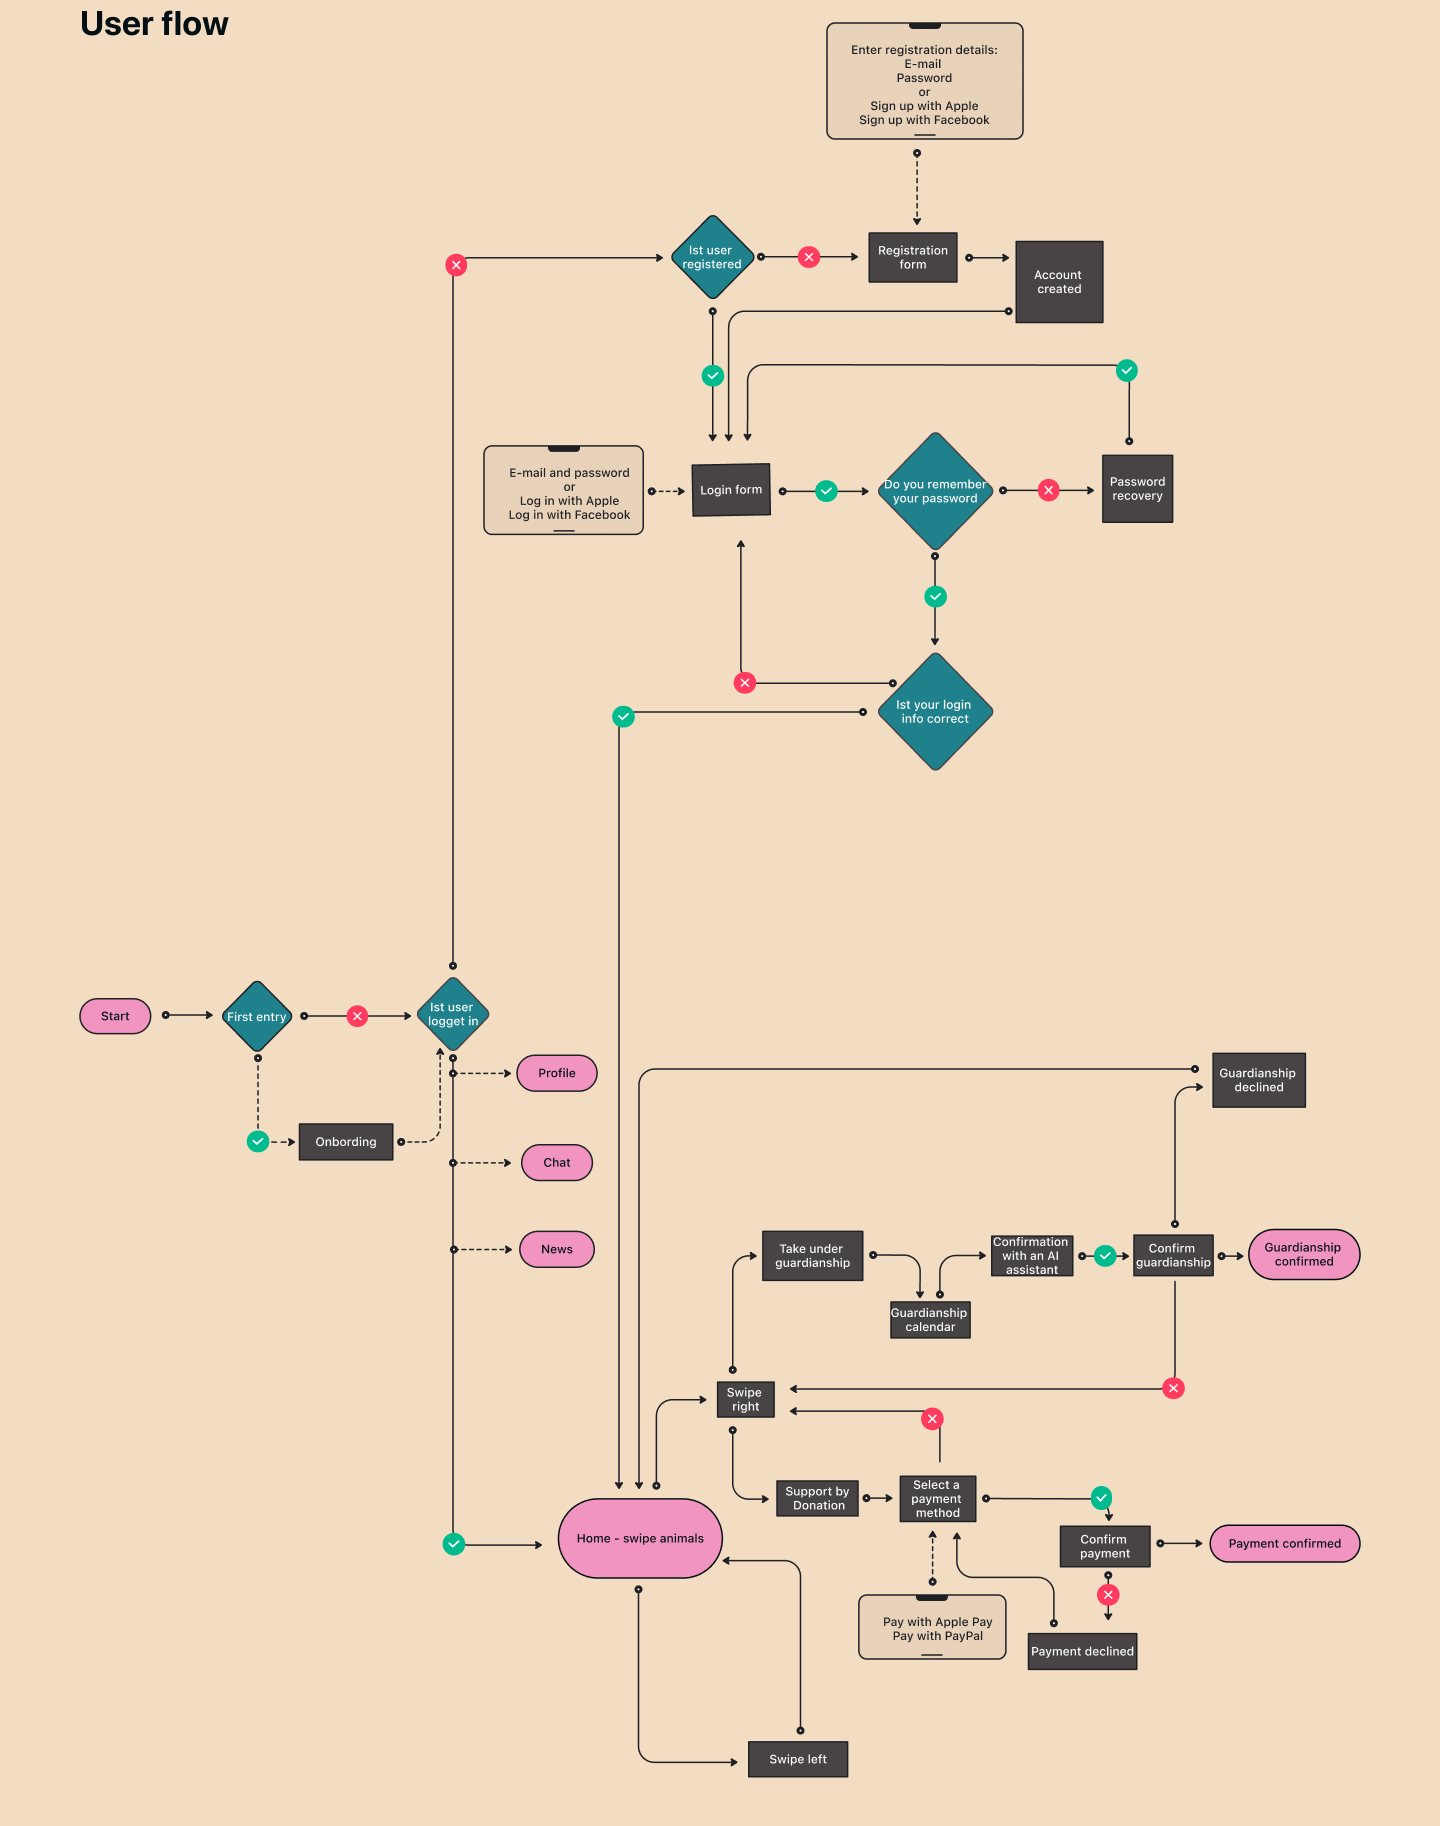 User flow
Enter registration details:
E-mail
Password
or
Sign up with Apple
Sign up with Facebook
Ist user
registered
Registration
form
Account
created
E-mail and password
or
Log in with Apple
Log in with Facebook
Login form
Do you remember
your password
Password
recovery
Ist your login
info correct
Start
First entry
Ist user
logget in
Profile
Onbording
Chat
News
Guardianship
declined
Take under
guardianship
Guardianship
calendar
Confirmation
with an AI
assistant
Confirm
guardianship
Guardianship
confirmed
Swipe
right
Support by
Donation
Select a
payment
method
Confirm
payment
Payment confirmed
Home - swipe animals
Pay with Apple Pay
Pay with PayPal
Payment declined
Swipe left